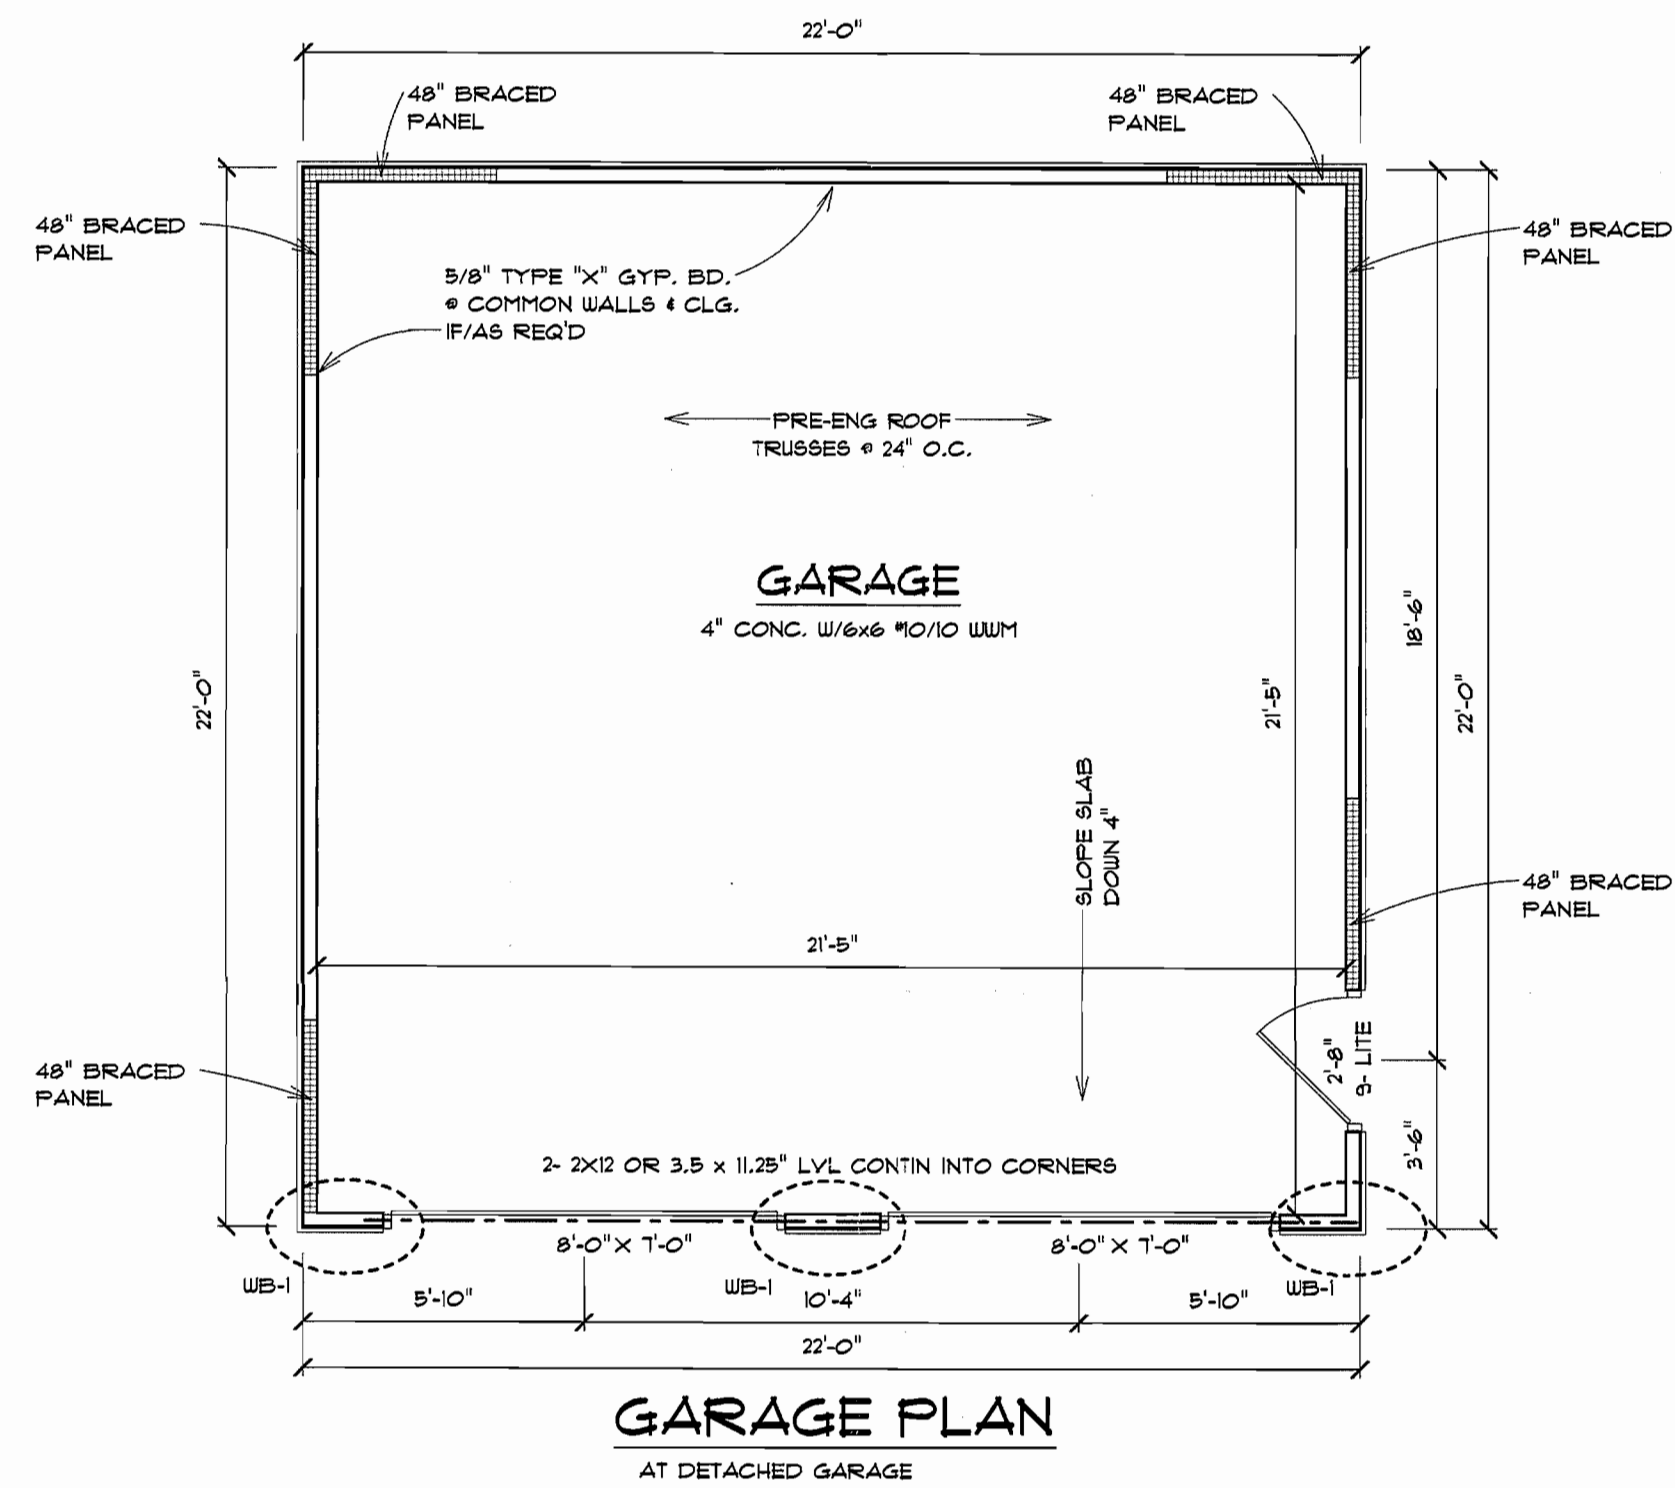 22'-0"
48" BRACED
PANEL
48" BRACED
PANEL
48" BRACED
PANEL
48" BRACED
PANEL
5/8" TYPE "X" GYP. BD.
@ COMMON WALLS & CLG.
IF/AS REQ'D
PRE-ENG ROOF
TRUSSES @ 24" O.C.
GARAGE
4" CONC. W/6x6 #10/10 WWM
22'-0"
21'-5"
18'-6"
22'-0"
SLOPE SLAB
DOWN 4"
48" BRACED
PANEL
21'-5"
2'-8"
9- LITE
48" BRACED
PANEL
3'-6"
2- 2X12 OR 3.5 x 11.25" LVL CONTIN INTO CORNERS
8'-0" X 7'-0"
8'-0" X 7'-0"
WB-1
WB-1
WB-1
5'-10"
10'-4"
5'-10"
22'-0"
GARAGE PLAN
AT DETACHED GARAGE